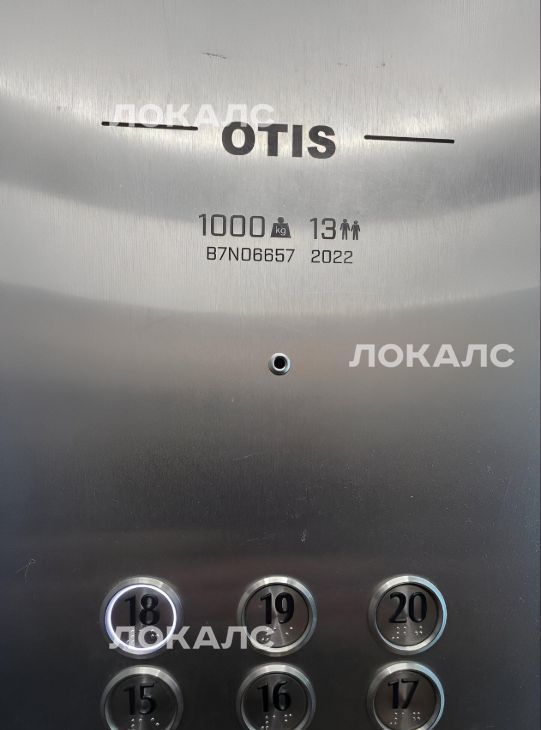 ЛОКАЛС
OTIS
1000 kg 13
B7N06657 2022
ЛОКАЛС
18 19 20
ЛОКАЛС
15 16 17